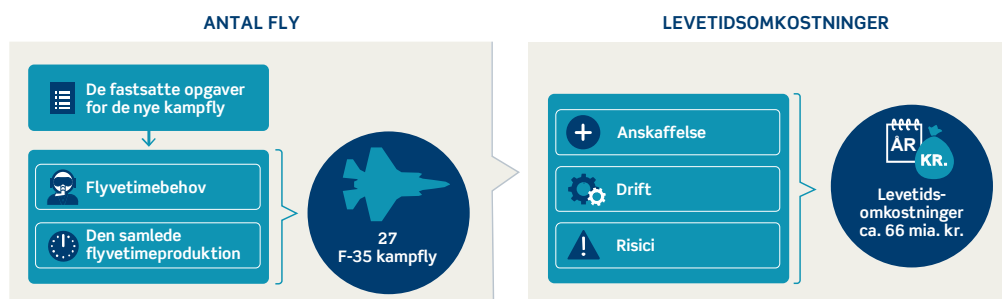 ANTAL FLY
De fastsatte opgaver
for de nye kampfly
Flyvetimebehov
Den samlede
flyvetimeproduktion
27
F-35 kampfly
LEVETIDSOMKOSTNINGER
Anskaffelse
Drift
Risici
ÅR
KR.
Levetids-
omkostninger
ca. 66 mia. kr.